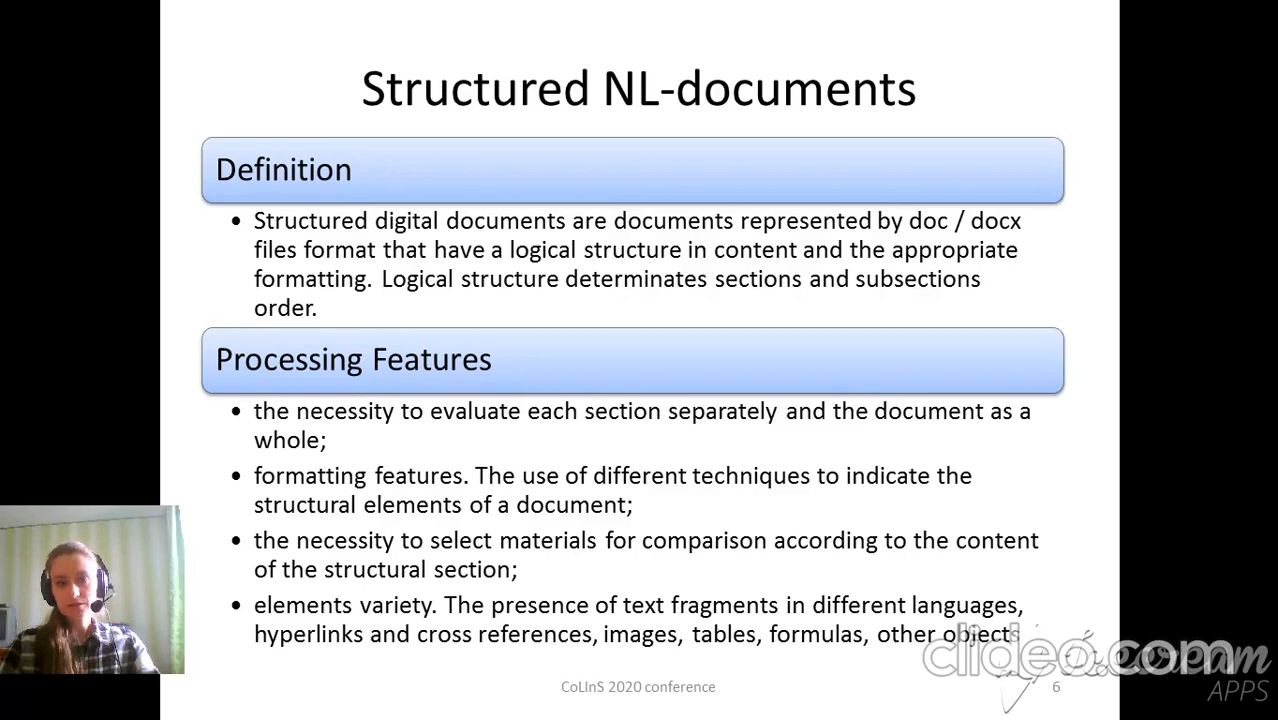 Structured NL-documents
Definition
• Structured digital documents are documents represented by doc / docx
files format that have a logical structure in content and the appropriate
formatting. Logical structure determinates sections and subsections
order.
Processing Features
• the necessity to evaluate each section separately and the document as a
whole;
• formatting features. The use of different techniques to indicate the
structural elements of a document;
• the necessity to select materials for comparison according to the content
of the structural section;
• elements variety. The presence of text fragments in different languages,
hyperlinks and cross references, images, tables, formulas, other objects
clideo.com
APPS
CoLInS 2020 conference
6